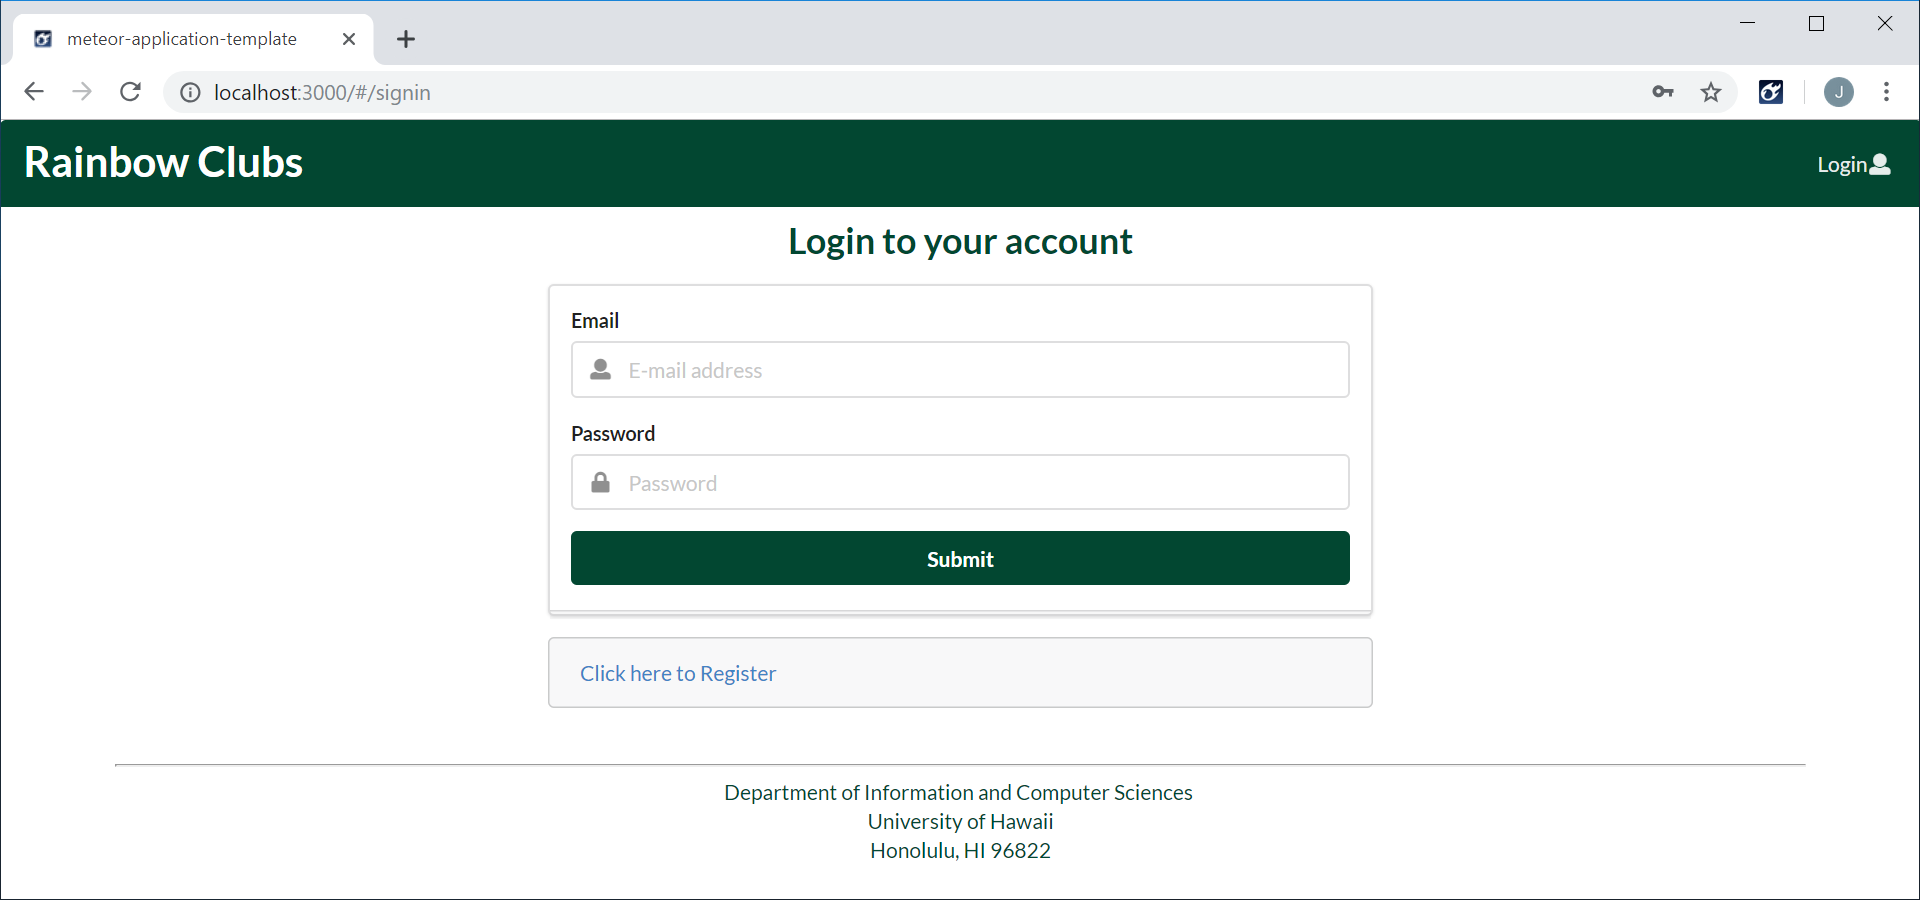 meteor-application-template
localhost:3000/#/signin
J
Rainbow Clubs
Login
Login to your account
Email
E-mail address
Password
Password
Submit
Click here to Register
Department of Information and Computer Sciences
University of Hawaii
Honolulu, HI 96822